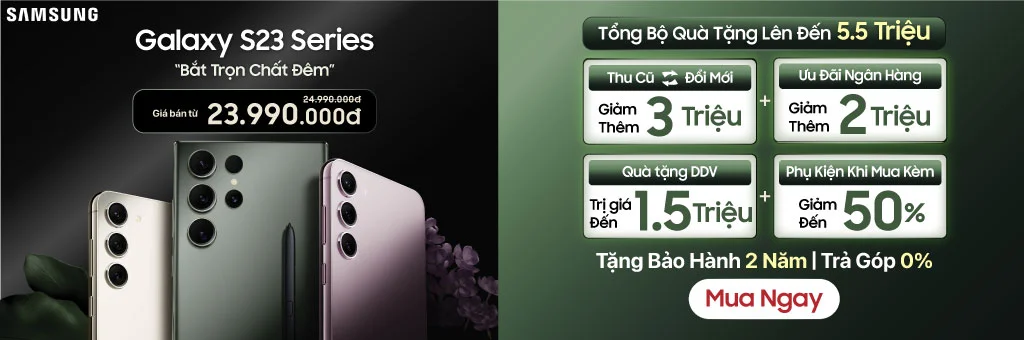 SAMSUNG
Galaxy S23 Series
“Bắt Trọn Chất Đêm”
24.990.000đ
Giá bán từ 23.990.000đ
Tổng Bộ Quà Tặng Lên Đến 5.5 Triệu
Thu Cũ Đổi Mới
Giảm Thêm 3 Triệu
+
Ưu Đãi Ngân Hàng
Giảm Thêm 2 Triệu
Quà tặng DDV
Trị giá Đến 1.5 Triệu
+
Phụ Kiện Khi Mua Kèm
Giảm Đến 50%
Tặng Bảo Hành 2 Năm | Trả Góp 0%
Mua Ngay